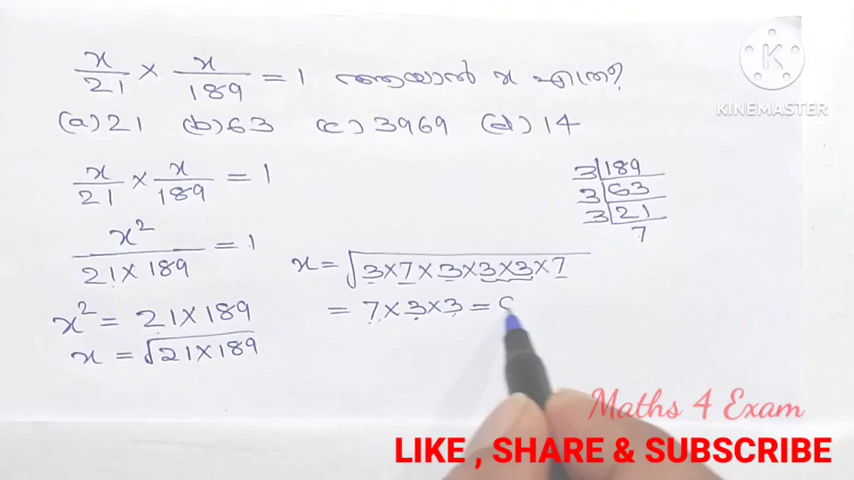 x/21 × x/189 = 1 ആയാൽ x എത്ര?
(a) 21 (b) 63 (c) 3969 (d) 14
x/21 × x/189 = 1
x²/21×189 = 1
x² = 21×189
x = √21×189
3|189
3|63
3|21
7
x = √3×7×3×3×3×7
= 7×3×3 =
KINEMASTER
Maths 4 Exam
LIKE , SHARE & SUBSCRIBE